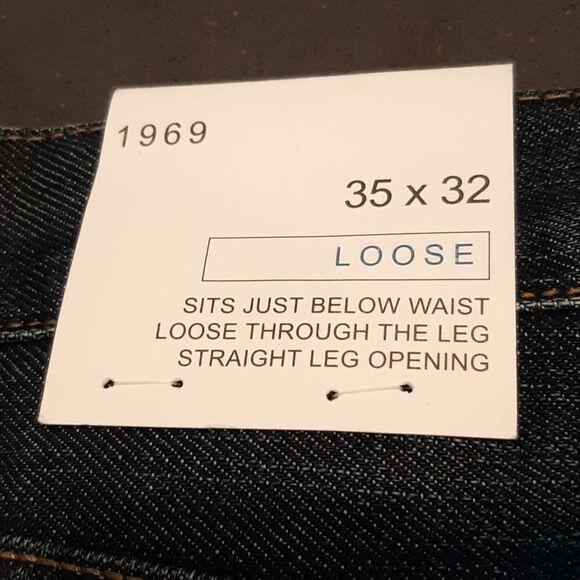 1969
35 x 32
LOOSE
SITS JUST BELOW WAIST
LOOSE THROUGH THE LEG
STRAIGHT LEG OPENING